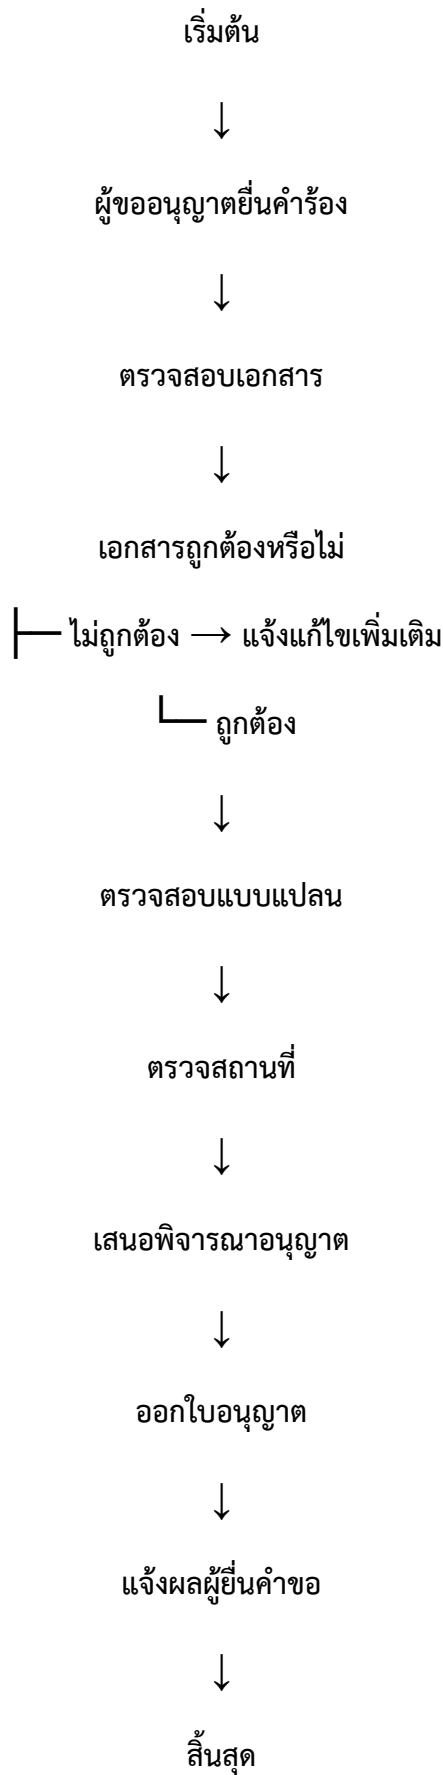 เริ่มต้น
↓
ผู้ขออนุญาตยื่นคำร้อง
↓
ตรวจสอบเอกสาร
↓
เอกสารถูกต้องหรือไม่
├── ไม่ถูกต้อง → แจ้งแก้ไขเพิ่มเติม
└── ถูกต้อง
↓
ตรวจสอบแบบแปลน
↓
ตรวจสถานที่
↓
เสนอพิจารณาอนุญาต
↓
ออกใบอนุญาต
↓
แจ้งผลผู้ยื่นคำขอ
↓
สิ้นสุด